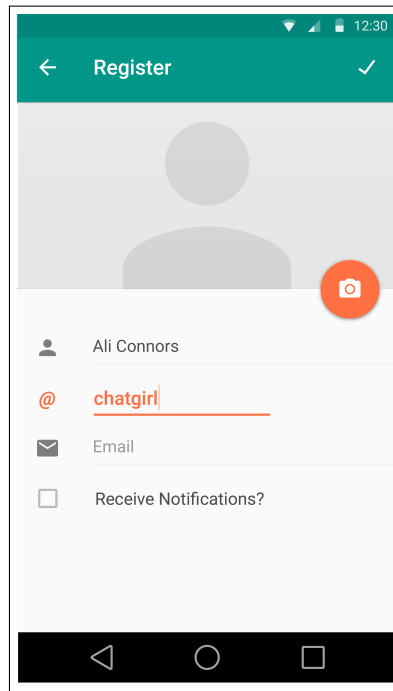 12:30
Register
Ali Connors
@ chatgirl
Email
Receive Notifications?